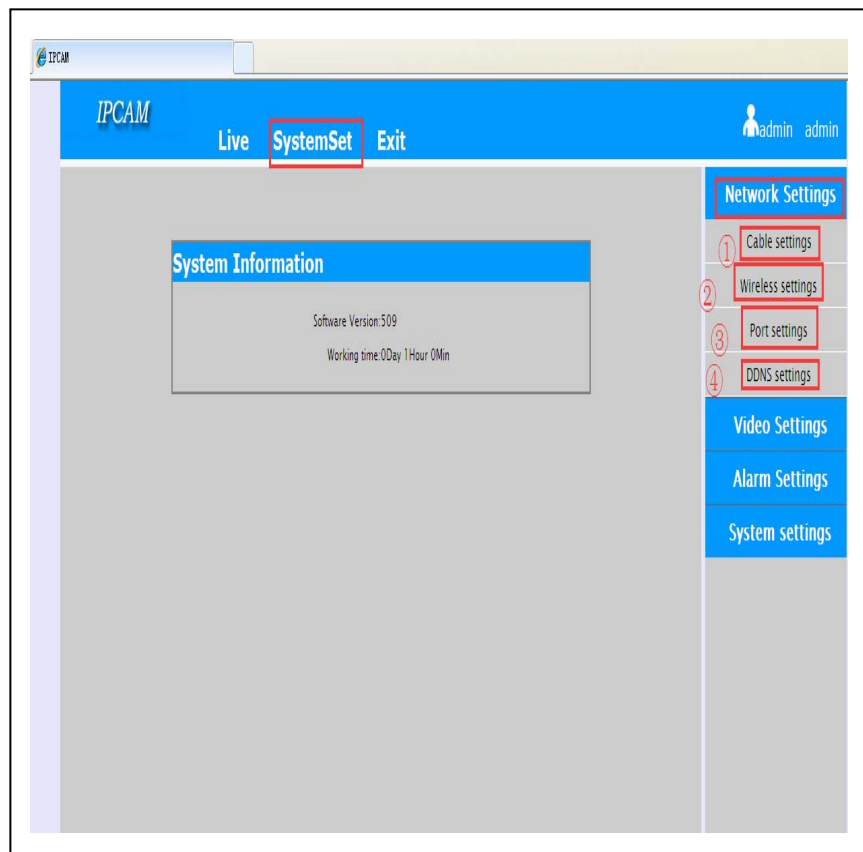 IPCAM
IPCAM
Live SystemSet Exit
admin admin
Network Settings
① Cable settings
② Wireless settings
③ Port settings
④ DDNS settings
Video Settings
Alarm Settings
System settings
System Information
Software Version:509
Working time:0Day 1Hour 0Min